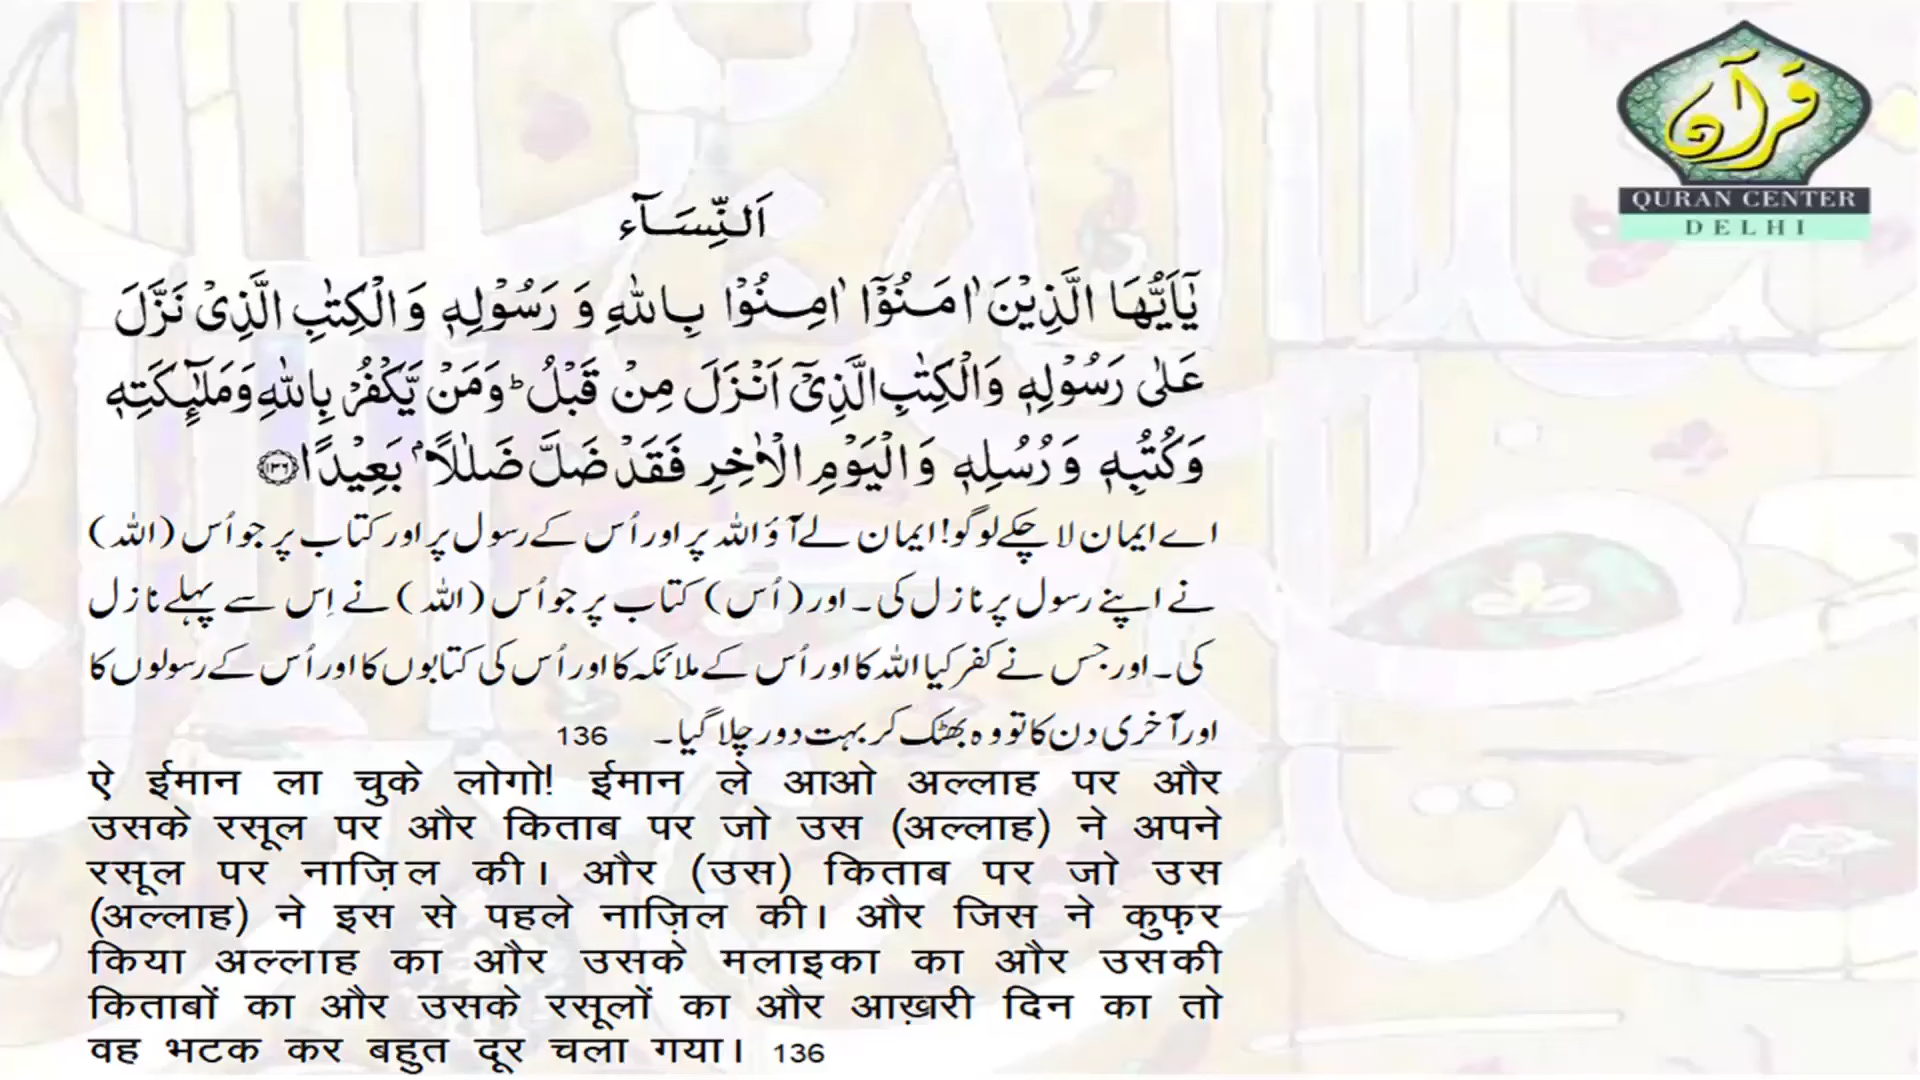 قرآن
QURAN CENTER
DELHI
اَلنِّسَآء
يٰۤاَيُّهَا الَّذِيْنَ اٰمَنُوْۤا اٰمِنُوْا بِاللّٰهِ وَ رَسُوْلِهٖ وَالْكِتٰبِ الَّذِىْ نَزَّلَ
عَلٰى رَسُوْلِهٖ وَالْكِتٰبِ الَّذِىْۤ اَنْزَلَ مِنْ قَبْلُ ؕ وَمَنْ يَّكْفُرْ بِاللّٰهِ وَمَلٰٓئِكَتِهٖ
وَكُتُبِهٖ وَرُسُلِهٖ وَالْيَوْمِ الْاٰخِرِ فَقَدْ ضَلَّ ضَلٰلًاۢ بَعِيْدًا ﴿۱۳۶﴾
اے ایمان لا چکے لوگو! ایمان لے آؤ اللہ پر اور اُس کے رسول پر اور کتاب پر جو اُس (اللہ)
نے اپنے رسول پر نازل کی۔ اور (اُس) کتاب پر جو اُس (اللہ) نے اِس سے پہلے نازل
کی۔ اور جس نے کفر کیا اللہ کا اور اُس کے ملائکہ کا اور اُس کی کتابوں کا اور اُس کے رسولوں کا
اور آخری دن کا تو وہ بھٹک کر بہت دور چلا گیا۔ 136
ऐ ईमान ला चुके लोगो! ईमान ले आओ अल्लाह पर और
उसके रसूल पर और किताब पर जो उस (अल्लाह) ने अपने
रसूल पर नाज़िल की। और (उस) किताब पर जो उस
(अल्लाह) ने इस से पहले नाज़िल की। और जिस ने कुफ़र
किया अल्लाह का और उसके मलाइका का और उसकी
किताबों का और उसके रसूलों का और आख़री दिन का तो
वह भटक कर बहुत दूर चला गया। 136